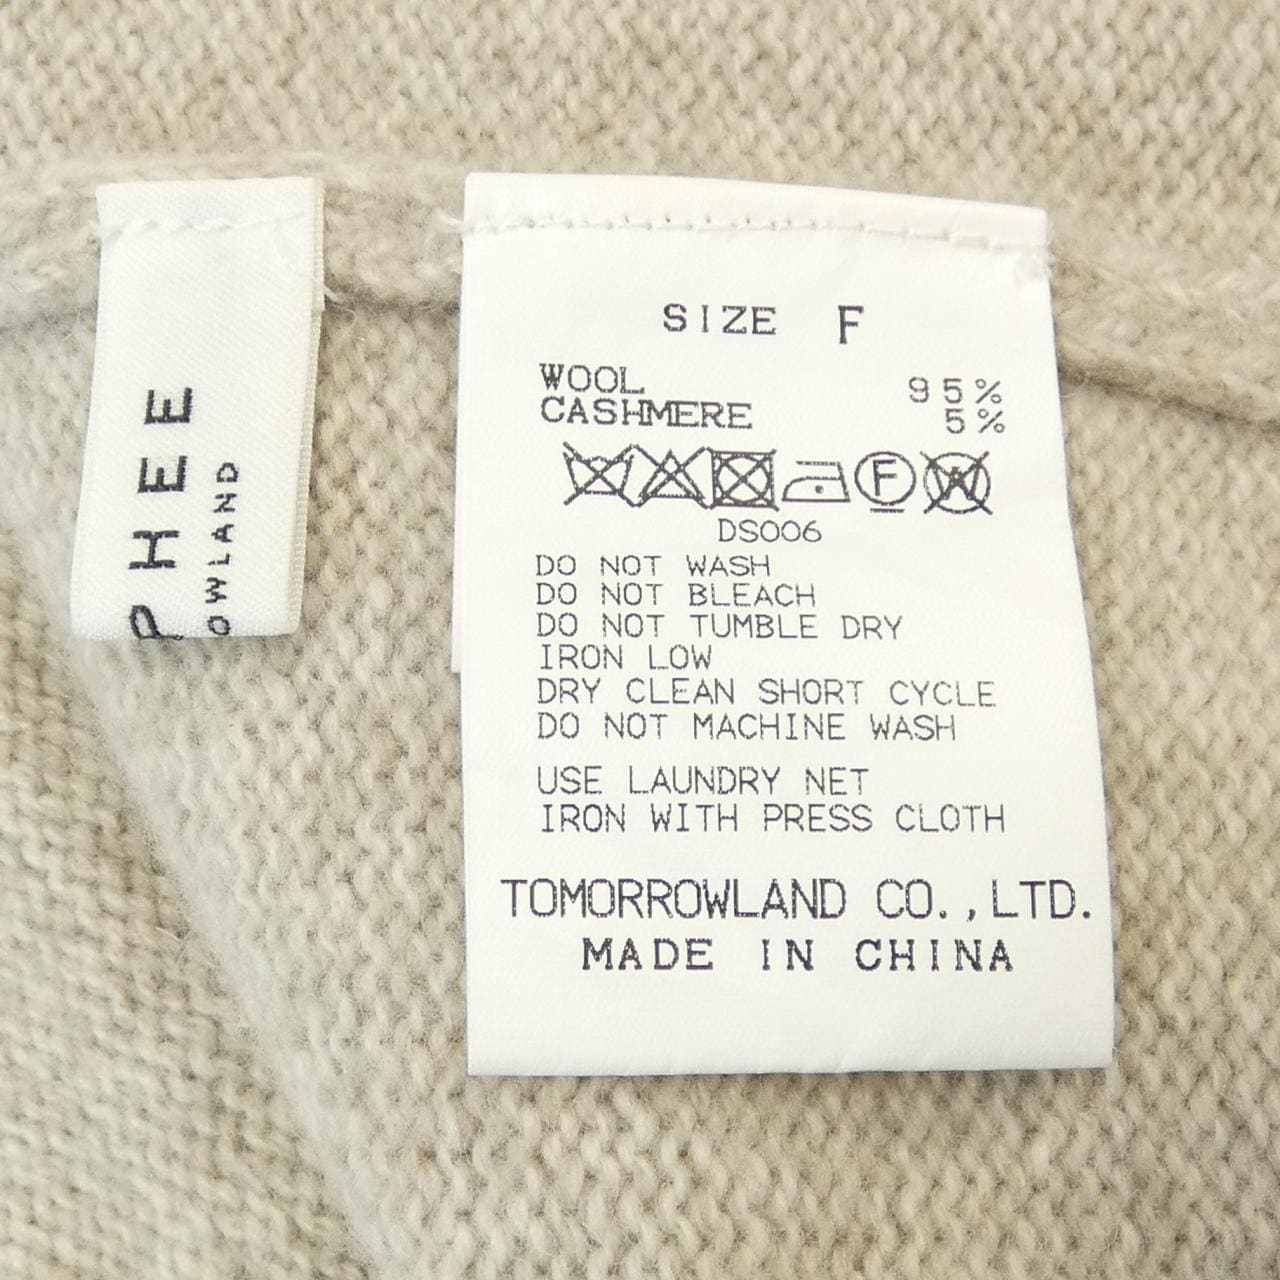 PHEE
OWLAND
SIZE F
WOOL 95%
CASHMERE 5%
F
W
DS006
DO NOT WASH
DO NOT BLEACH
DO NOT TUMBLE DRY
IRON LOW
DRY CLEAN SHORT CYCLE
DO NOT MACHINE WASH
USE LAUNDRY NET
IRON WITH PRESS CLOTH
TOMORROWLAND CO.,LTD.
MADE IN CHINA